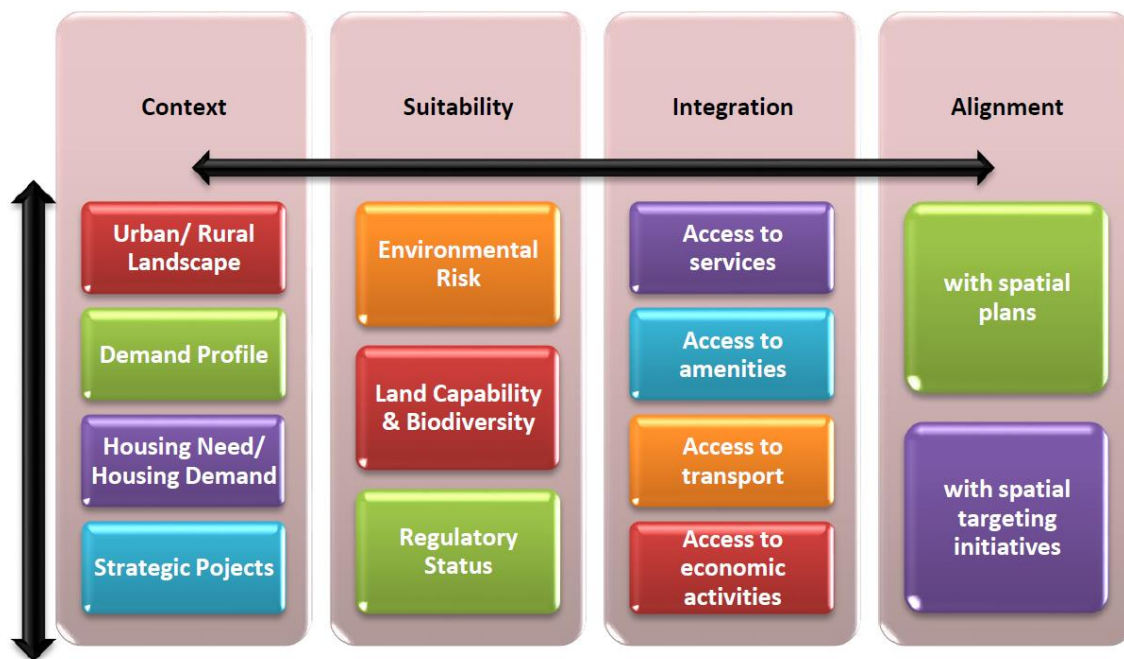 Context
Urban/ Rural
Landscape
Demand Profile
Housing Need/
Housing Demand
Strategic Pojects
Suitability
Environmental
Risk
Land Capability
& Biodiversity
Regulatory
Status
Integration
Access to
services
Access to
amenities
Access to
transport
Access to
economic
activities
Alignment
with spatial
plans
with spatial
targeting
initiatives